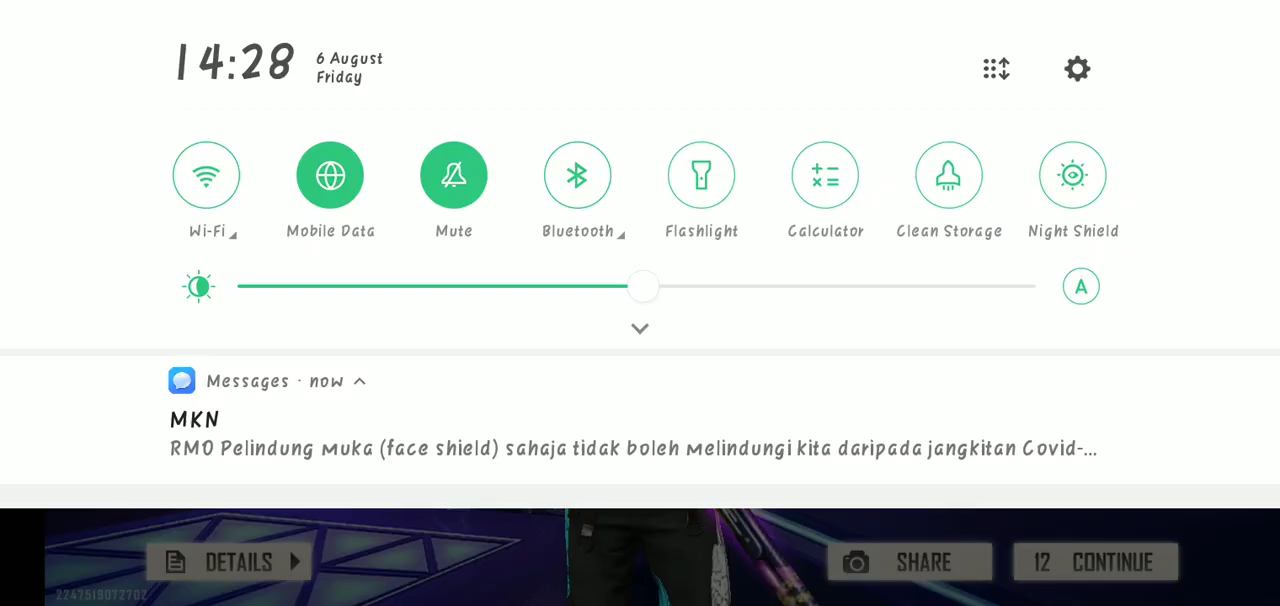 14:28
6 August
Friday
Wi-Fi
Mobile Data
Mute
Bluetooth
Flashlight
Calculator
Clean Storage
Night Shield
A
Messages · now
MKN
RM0 Pelindung muka (face shield) sahaja tidak boleh melindungi kita daripada jangkitan Covid-...
DETAILS
SHARE
12 CONTINUE
2247519072702